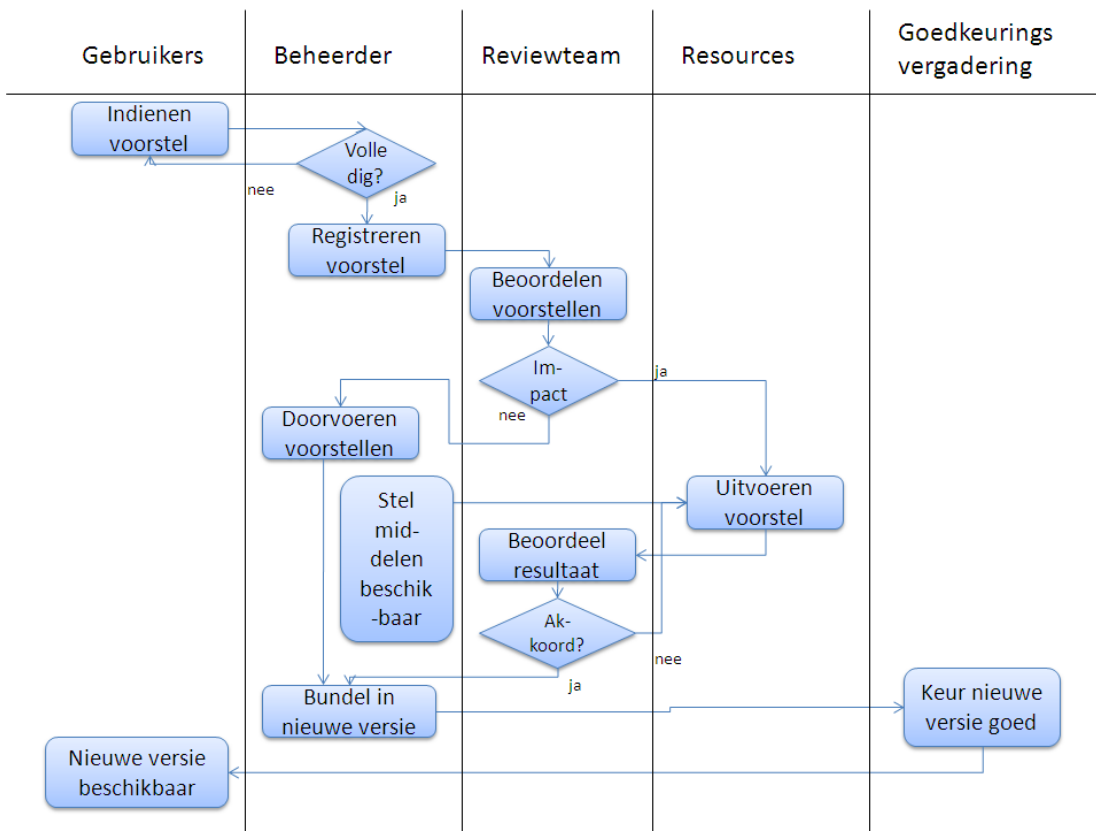 Gebruikers
Beheerder
Reviewteam
Resources
Goedkeurings
vergadering
Indienen
voorstel
Volle
dig?
nee
ja
Registreren
voorstel
Beoordelen
voorstellen
Im-
pact
ja
nee
Doorvoeren
voorstellen
Stel
mid-
delen
beschik
-baar
Uitvoeren
voorstel
Beoordeel
resultaat
Ak-
koord?
nee
ja
Bundel in
nieuwe versie
Keur nieuwe
versie goed
Nieuwe versie
beschikbaar